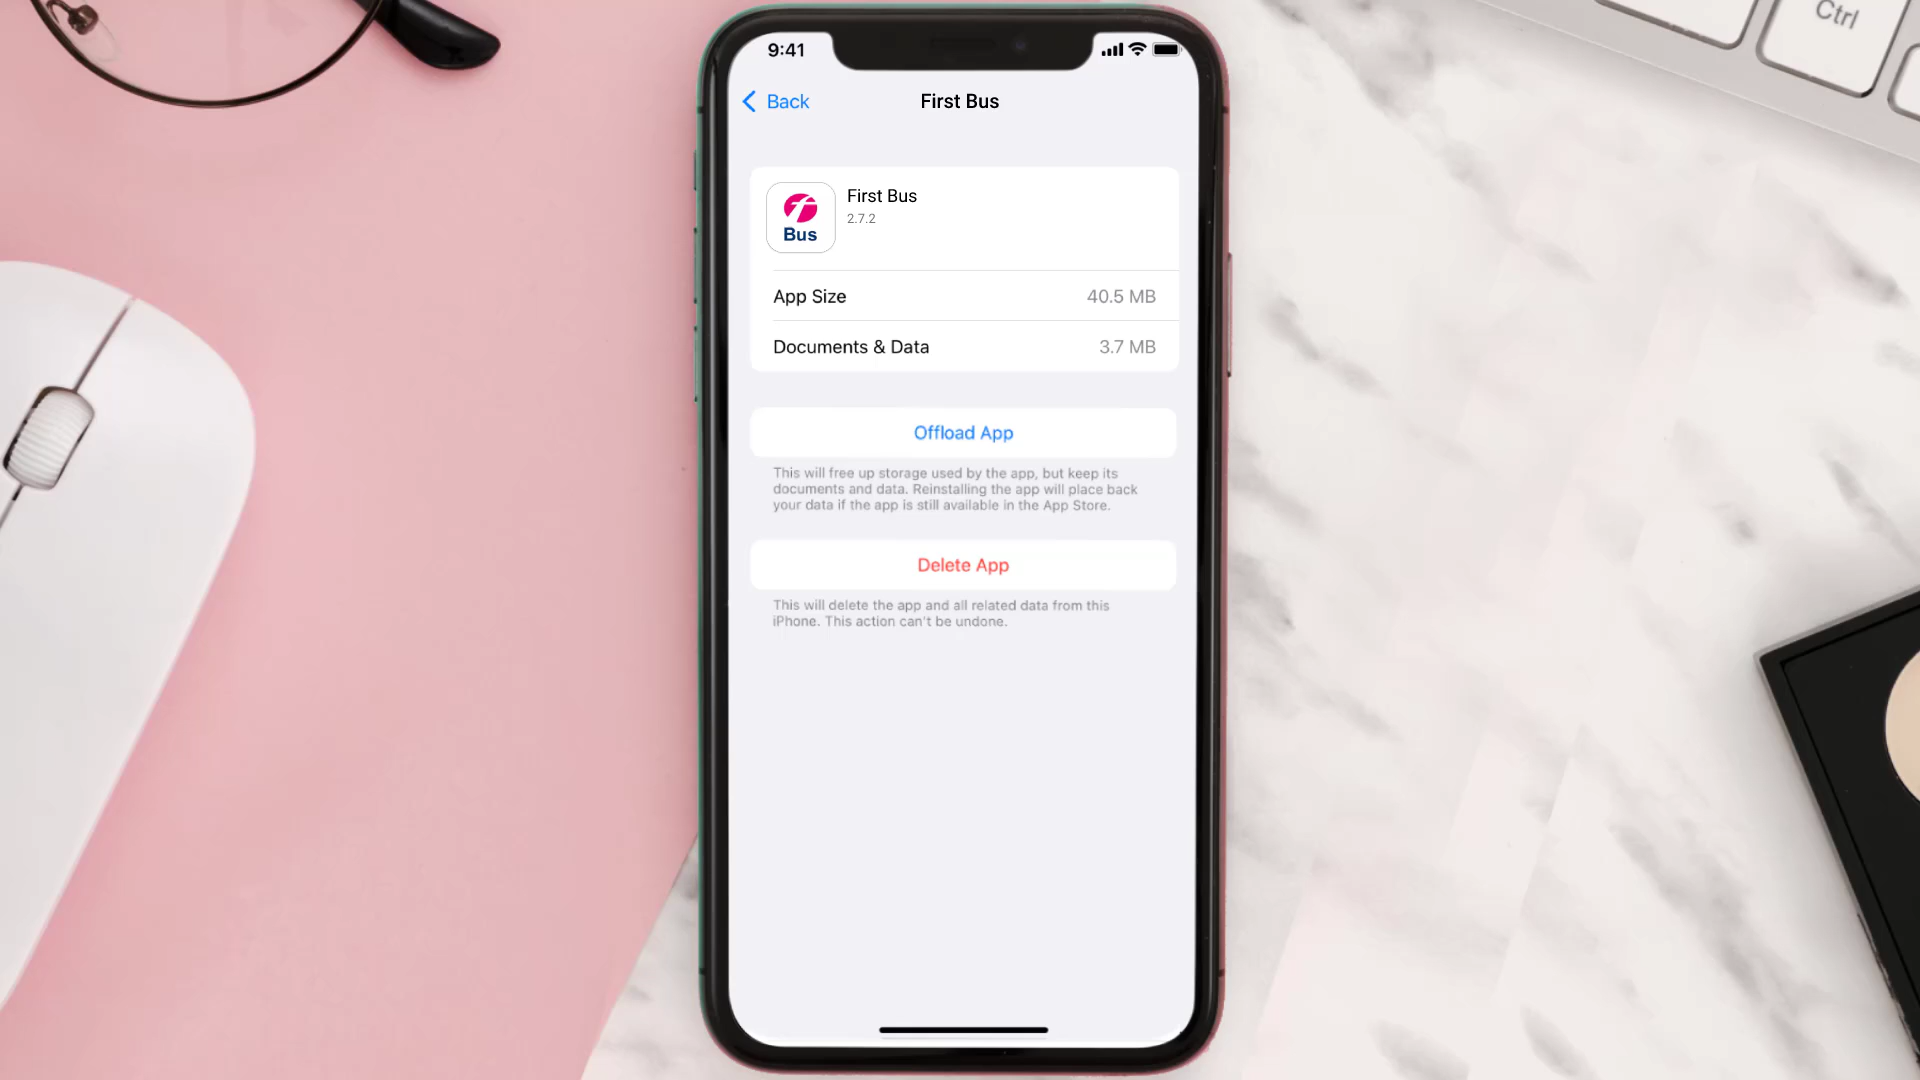 Ctrl
9:41
Back
First Bus
Bus
First Bus
2.7.2
App Size
40.5 MB
Documents & Data
3.7 MB
Offload App
This will free up storage used by the app, but keep its
documents and data. Reinstalling the app will place back
your data if the app is still available in the App Store.
Delete App
This will delete the app and all related data from this
iPhone. This action can't be undone.